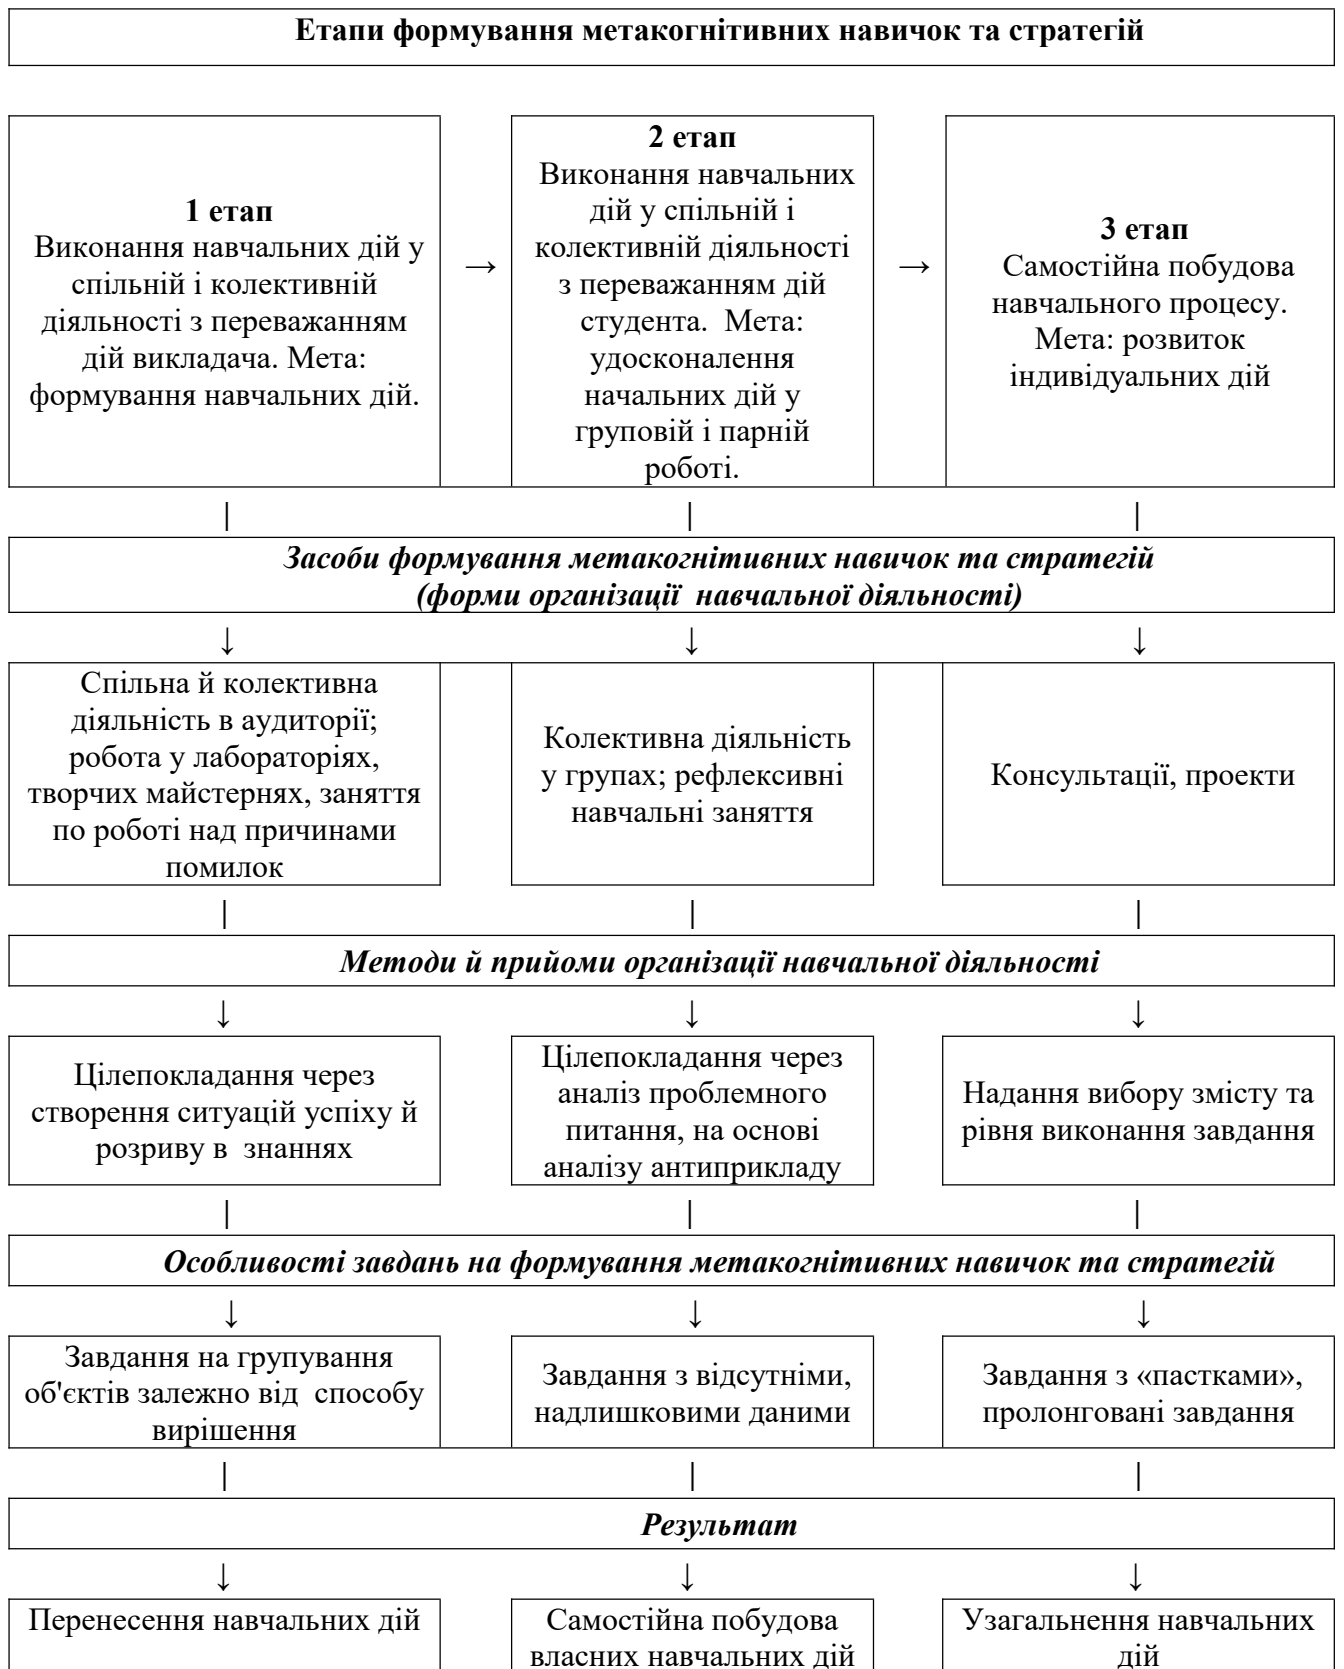 Етапи формування метакогнітивних навичок та стратегій
1 етап
Виконання навчальних дій у
спільній і колективній
діяльності з переважанням
дій викладача. Мета:
формування навчальних дій.
→
2 етап
Виконання навчальних
дій у спільній і
колективній діяльності
з переважанням дій
студента. Мета:
удосконалення
начальних дій у
груповій і парній
роботі.
→
3 етап
Самостійна побудова
навчального процесу.
Мета: розвиток
індивідуальних дій
Засоби формування метакогнітивних навичок та стратегій
(форми організації навчальної діяльності)
Спільна й колективна
діяльність в аудиторії;
робота у лабораторіях,
творчих майстернях, заняття
по роботі над причинами
помилок
Колективна діяльність
у групах; рефлексивні
навчальні заняття
Консультації, проекти
Методи й прийоми організації навчальної діяльності
Цілепокладання через
створення ситуацій успіху й
розриву в знаннях
Цілепокладання через
аналіз проблемного
питання, на основі
аналізу антиприкладу
Надання вибору змісту та
рівня виконання завдання
Особливості завдань на формування метакогнітивних навичок та стратегій
Завдання на групування
об'єктів залежно від способу
вирішення
Завдання з відсутніми,
надлишковими даними
Завдання з «пастками»,
пролонговані завдання
Результат
Перенесення навчальних дій
Самостійна побудова
власних навчальних дій
Узагальнення навчальних
дій